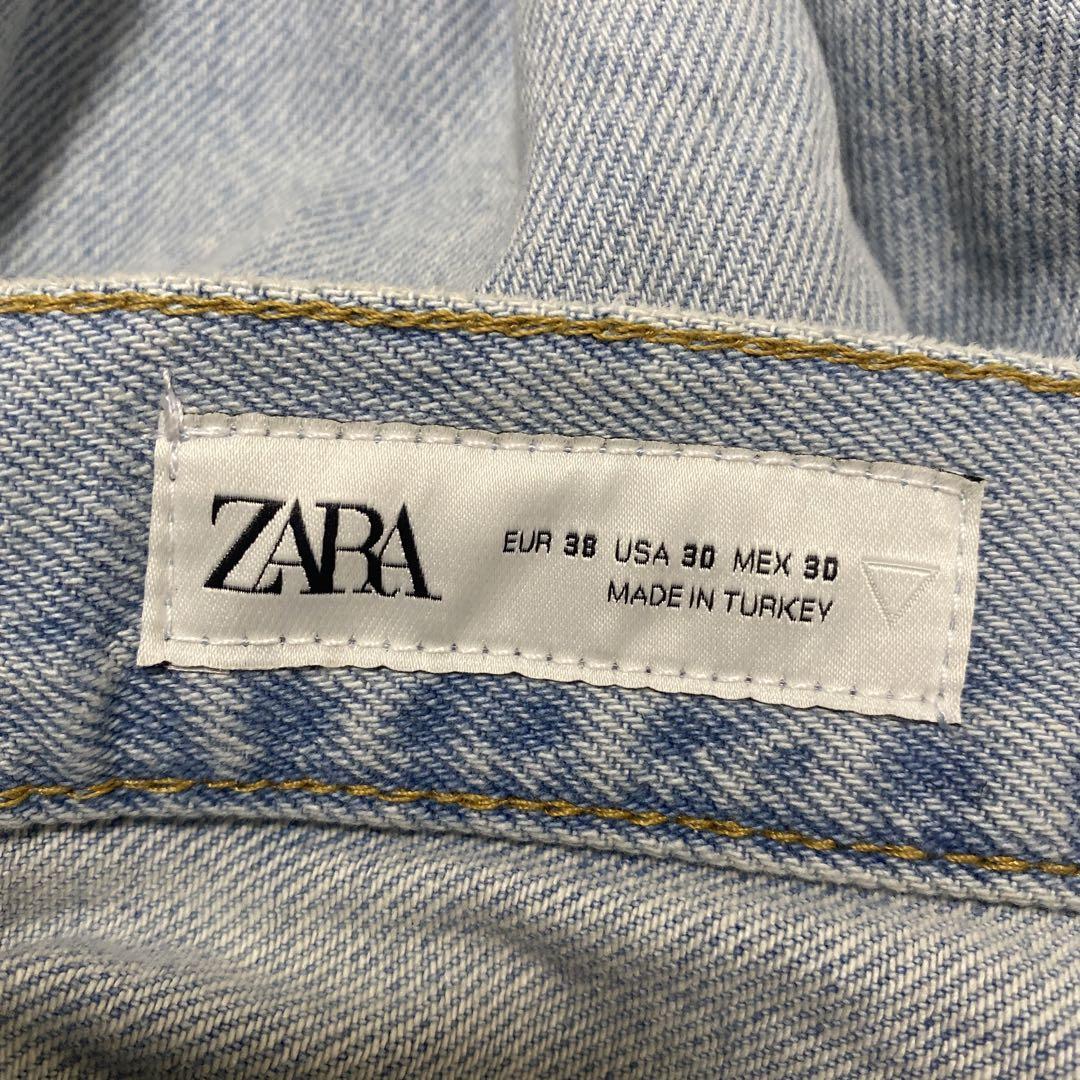 ZARA
EUR 38 USA 30 MEX 30
MADE IN TURKEY